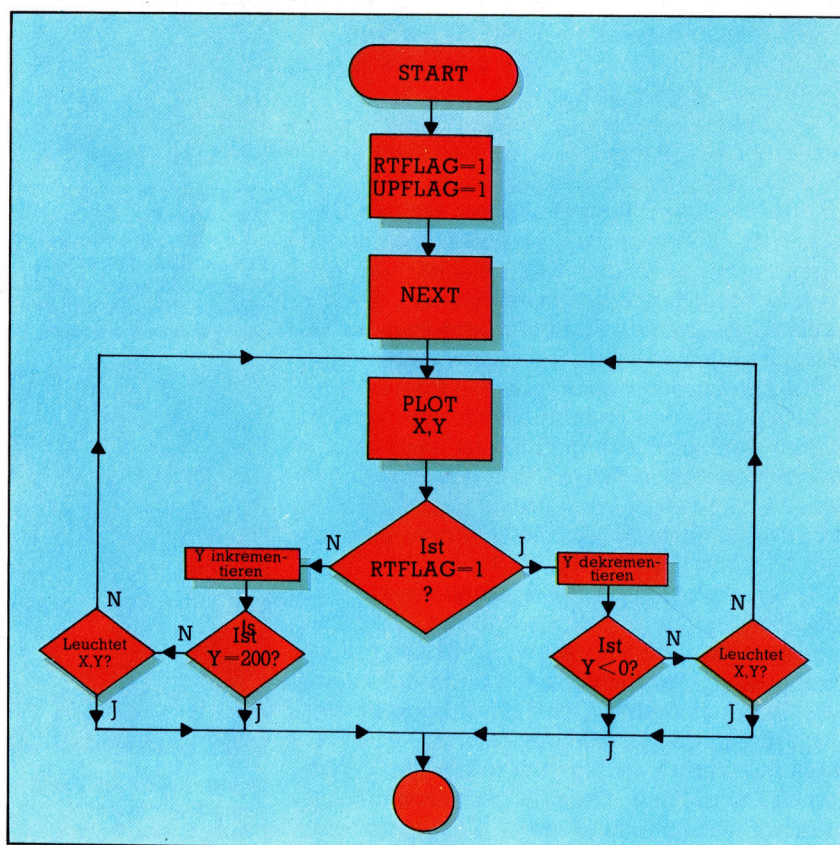 START
RTFLAG=1
UPFLAG=1
NEXT
PLOT
X,Y
Ist
RTFLAG=1
?
N
J
Y inkremen-
tieren
Y dekremen-
tieren
N
Leuchtet
X,Y?
N
Is
Ist
Y=200?
Ist
Y<0?
N
N
Leuchtet
X,Y?
J
J
J
J